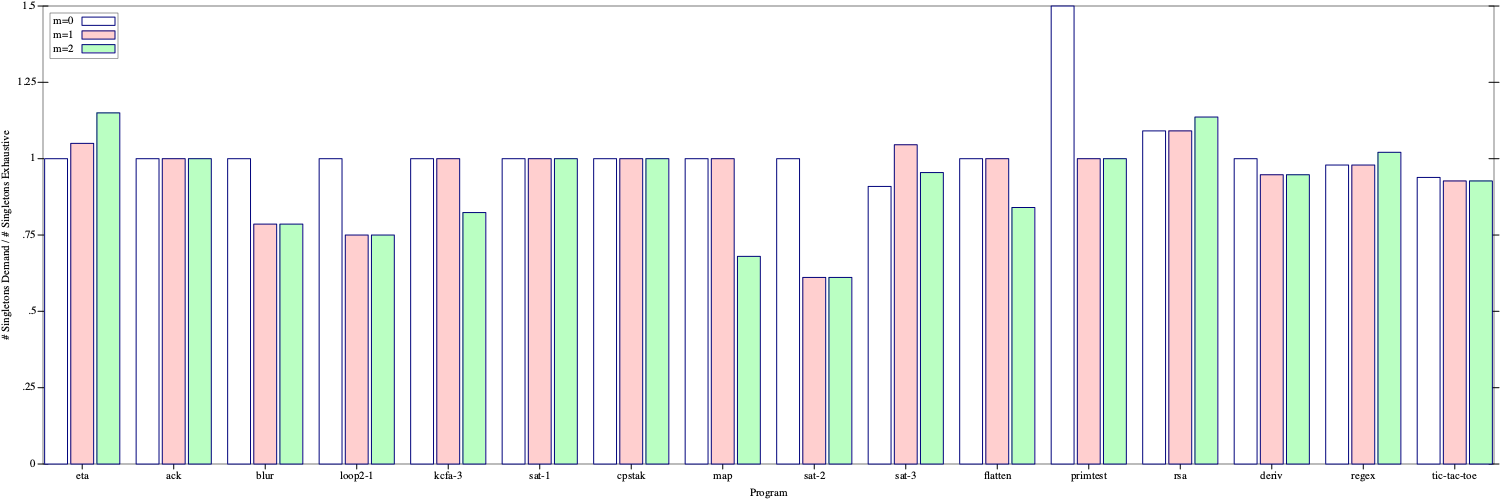 1.5
m=0
m=1
m=2
1.25
1
.75
.5
.25
0
# Singletons Demand / # Singletons Exhaustive
eta ack blur loop2-1 kcfa-3 sat-1 cpstak map sat-2 sat-3 flatten primtest rsa deriv regex tic-tac-toe
Program